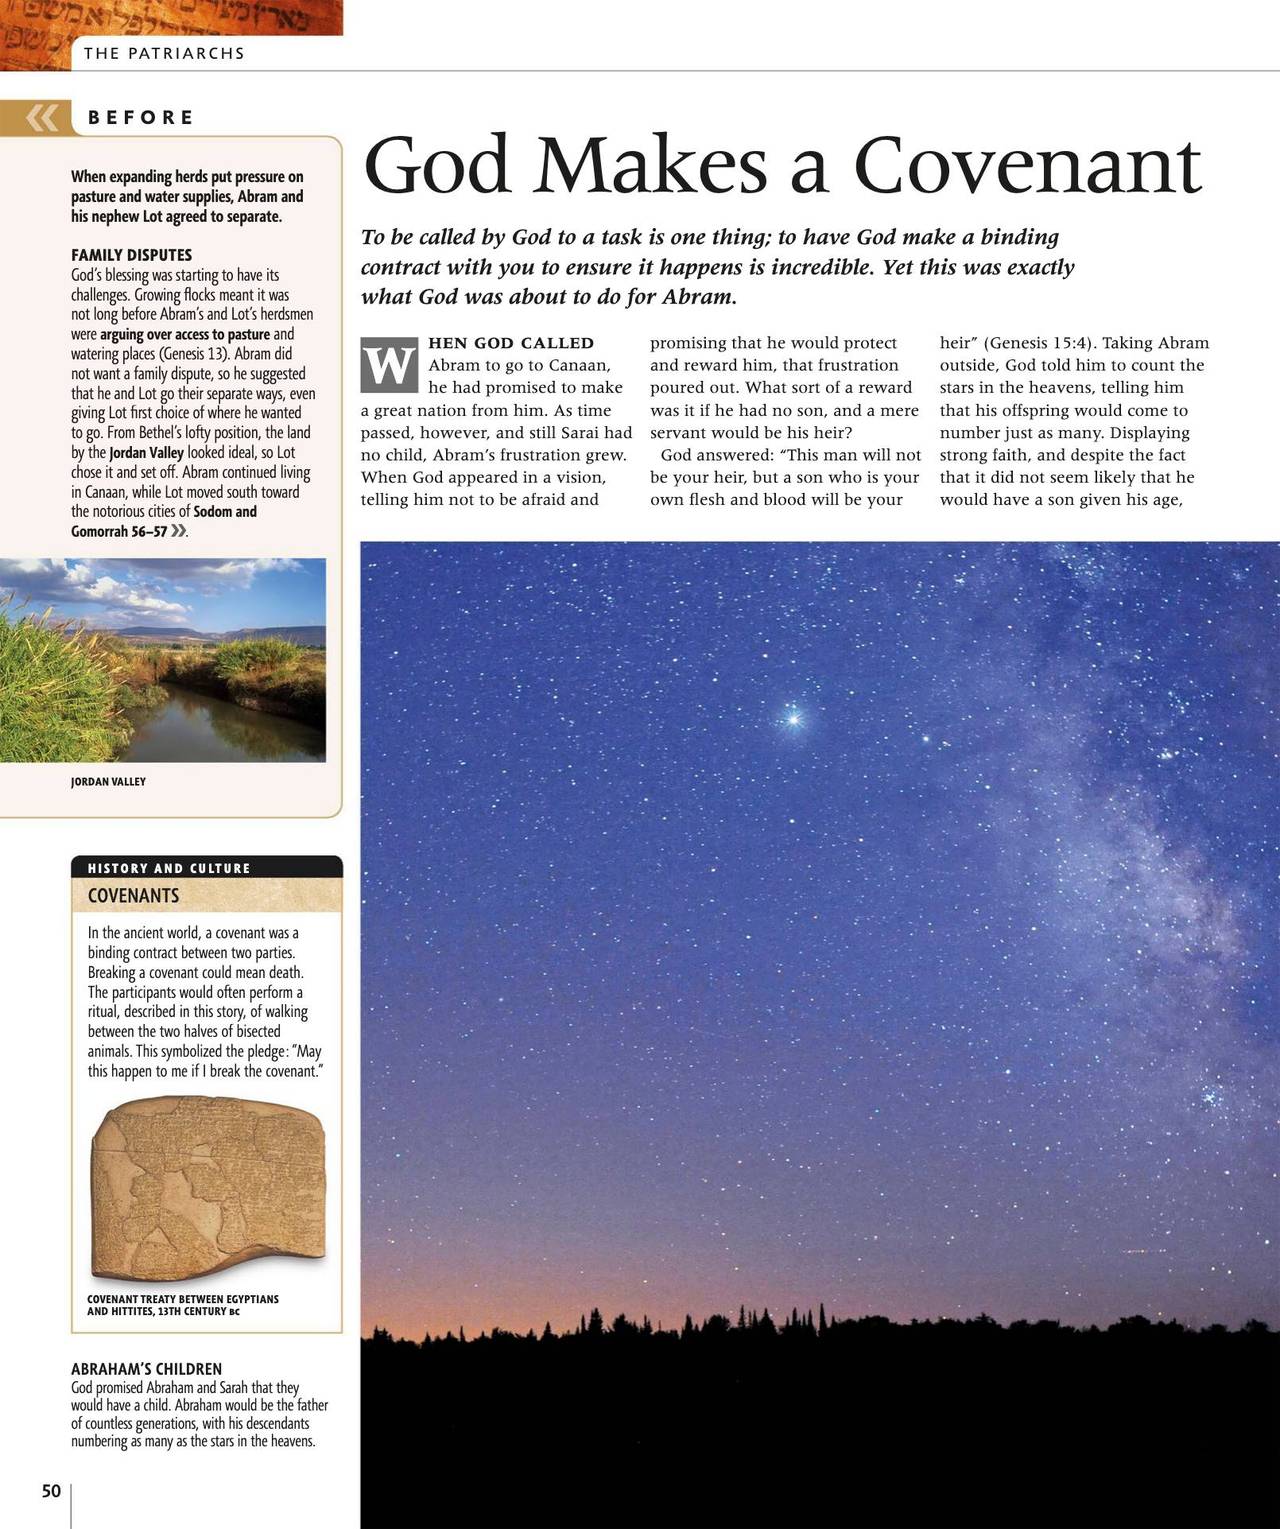 THE PATRIARCHS
BEFORE
When expanding herds put pressure on
pasture and water supplies, Abram and
his nephew Lot agreed to separate.
FAMILY DISPUTES
God’s blessing was starting to have its
challenges. Growing flocks meant it was
not long before Abram’s and Lot’s herdsmen
were arguing over access to pasture and
watering places (Genesis 13). Abram did
not want a family dispute, so he suggested
that he and Lot go their separate ways, even
giving Lot first choice of where he wanted
to go. From Bethel’s lofty position, the land
by the Jordan Valley looked ideal, so Lot
chose it and set off. Abram continued living
in Canaan, while Lot moved south toward
the notorious cities of Sodom and
Gomorrah 56–57 ».
JORDAN VALLEY
HISTORY AND CULTURE
COVENANTS
In the ancient world, a covenant was a
binding contract between two parties.
Breaking a covenant could mean death.
The participants would often perform a
ritual, described in this story, of walking
between the two halves of bisected
animals. This symbolized the pledge: “May
this happen to me if I break the covenant.”
COVENANT TREATY BETWEEN EGYPTIANS
AND HITTITES, 13TH CENTURY BC
ABRAHAM’S CHILDREN
God promised Abraham and Sarah that they
would have a child. Abraham would be the father
of countless generations, with his descendants
numbering as many as the stars in the heavens.
50
God Makes a Covenant
To be called by God to a task is one thing; to have God make a binding
contract with you to ensure it happens is incredible. Yet this was exactly
what God was about to do for Abram.
WHEN GOD CALLED
Abram to go to Canaan,
he had promised to make
a great nation from him. As time
passed, however, and still Sarai had
no child, Abram’s frustration grew.
When God appeared in a vision,
telling him not to be afraid and
promising that he would protect
and reward him, that frustration
poured out. What sort of a reward
was it if he had no son, and a mere
servant would be his heir?
God answered: “This man will not
be your heir, but a son who is your
own flesh and blood will be your
heir” (Genesis 15:4). Taking Abram
outside, God told him to count the
stars in the heavens, telling him
that his offspring would come to
number just as many. Displaying
strong faith, and despite the fact
that it did not seem likely that he
would have a son given his age,